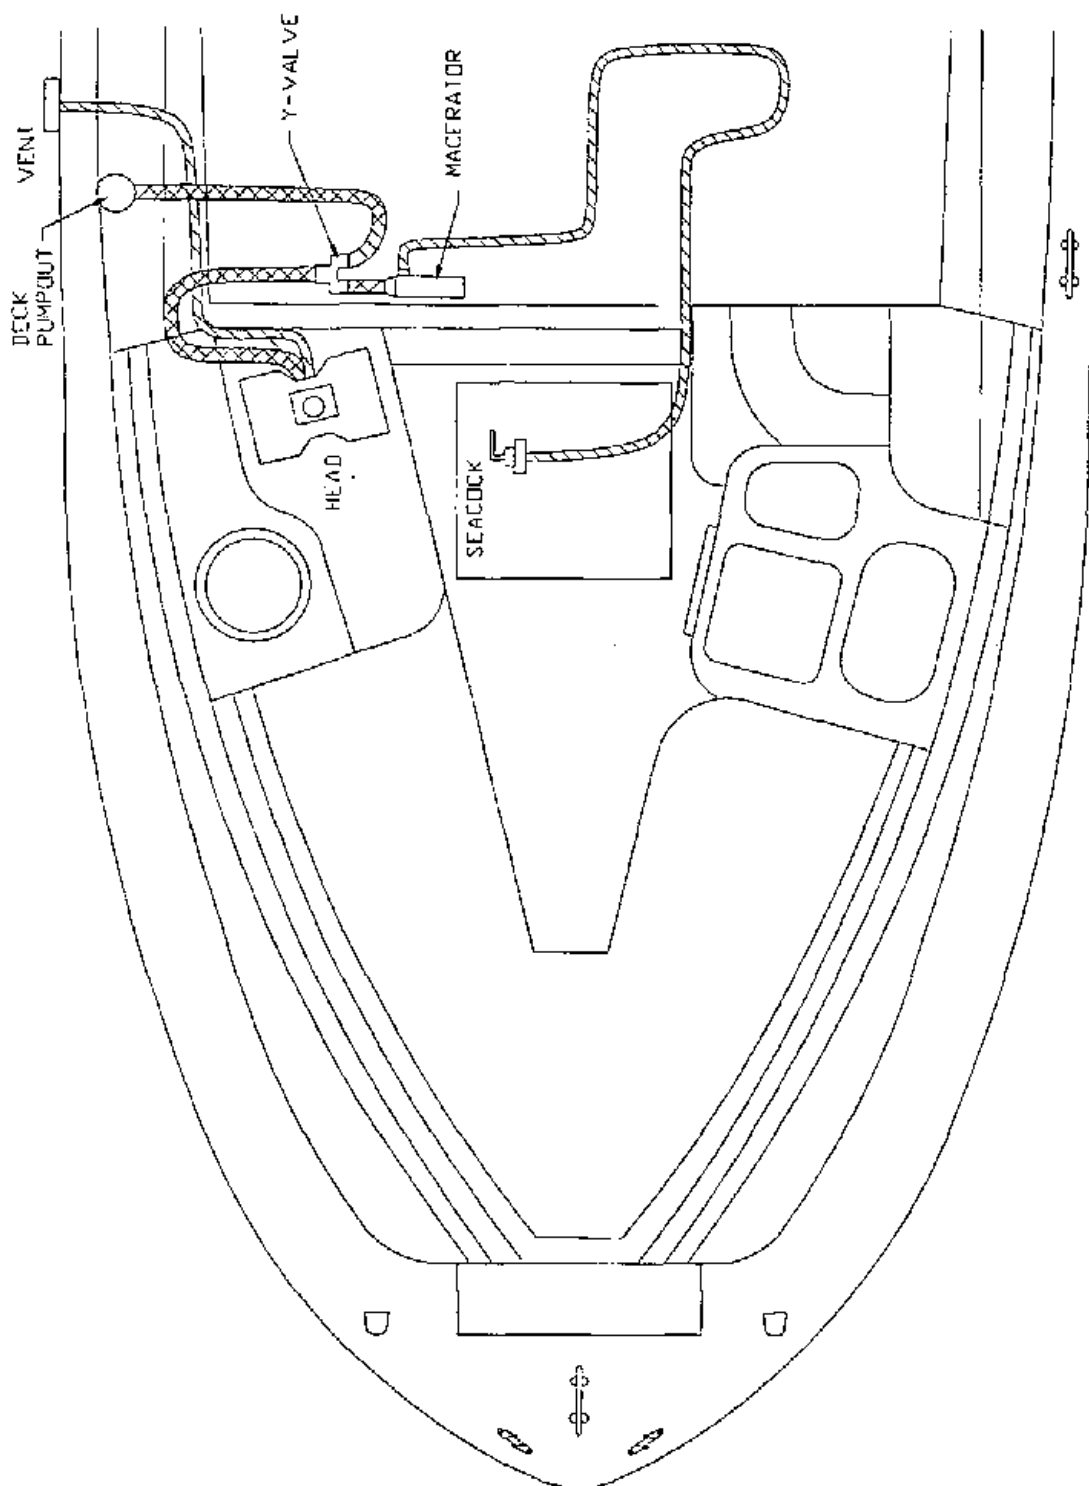 DECK
PUMPOUT
VENT
Y-VALVE
MACERATOR
HEAD
SEACOCK